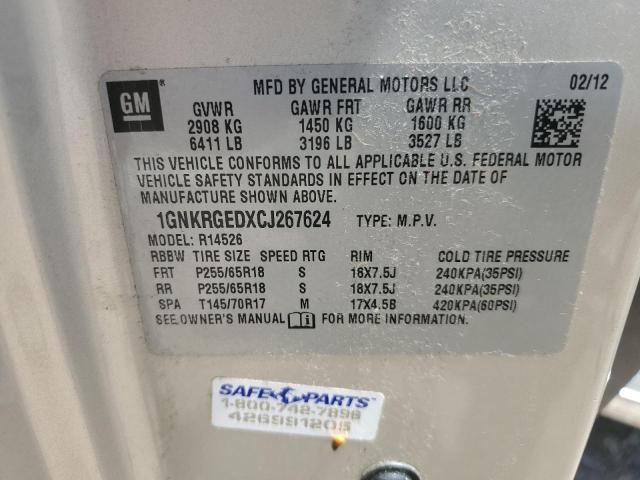 GM
MFD BY GENERAL MOTORS LLC 02/12
GVWR GAWR FRT GAWR RR
2908 KG 1450 KG 1600 KG
6411 LB 3196 LB 3527 LB
THIS VEHICLE CONFORMS TO ALL APPLICABLE U.S. FEDERAL MOTOR
VEHICLE SAFETY STANDARDS IN EFFECT ON THE DATE OF
MANUFACTURE SHOWN ABOVE.
1GNKRGEDXCJ267624 TYPE: M.P.V.
MODEL: R14526
RBBW TIRE SIZE SPEED RTG RIM COLD TIRE PRESSURE
FRT P255/65R18 S 18X7.5J 240KPA(35PSI)
RR P255/65R18 S 18X7.5J 240KPA(35PSI)
SPA T145/70R17 M 17X4.5B 420KPA(60PSI)
SEE OWNER'S MANUAL FOR MORE INFORMATION.
SAFE PARTS
1-800-742-7896
426991205